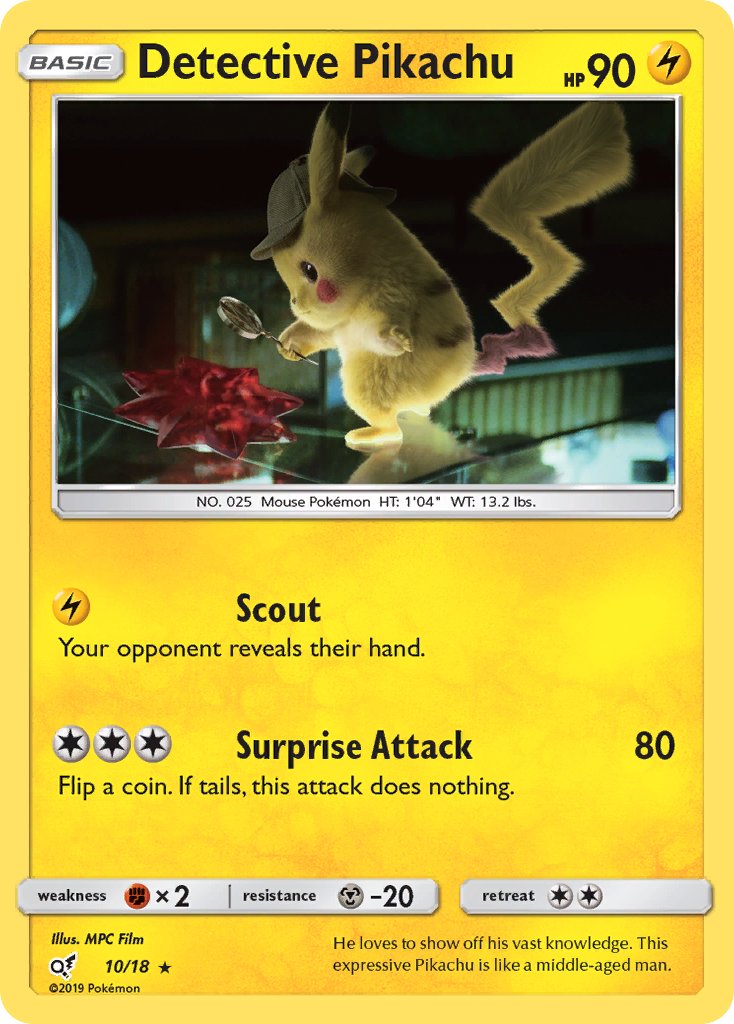 BASIC Detective Pikachu HP 90
NO. 025 Mouse Pokémon HT: 1'04" WT: 13.2 lbs.
Scout
Your opponent reveals their hand.
Surprise Attack 80
Flip a coin. If tails, this attack does nothing.
weakness ×2 resistance -20 retreat
Illus. MPC Film
10/18
©2019 Pokémon
He loves to show off his vast knowledge. This
expressive Pikachu is like a middle-aged man.